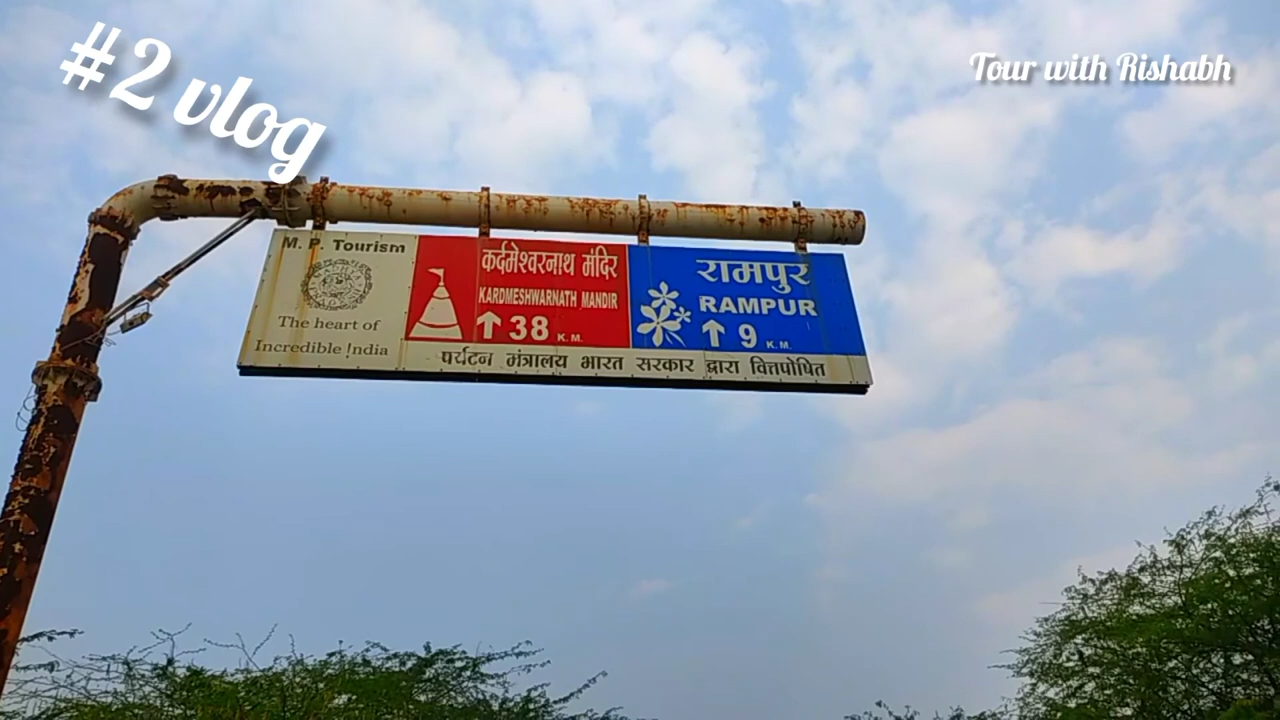 #2 vlog
Tour with Rishabh
M. P. Tourism
The heart of
Incredible !ndia
कर्दमेश्वरनाथ मंदिर
KARDMESHWARNATH MANDIR
↑ 38 K. M.
रामपुर
RAMPUR
↑ 9 K. M.
पर्यटन मंत्रालय भारत सरकार द्वारा वित्तपोषित